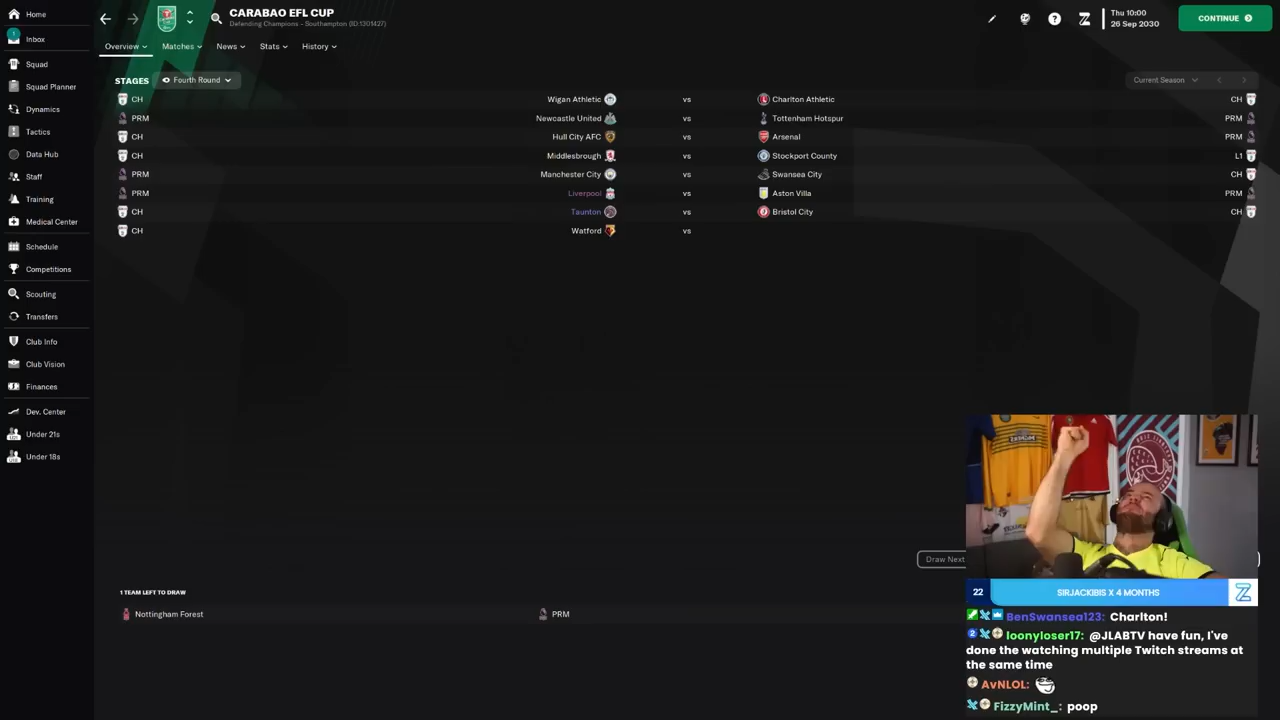 Home
CARABAO EFL CUP
Defending Champions - Southampton (ID:1301427)
Thu 10:00
26 Sep 2030
CONTINUE
1
Inbox
Overview
Matches
News
Stats
History
Squad
STAGES
Fourth Round
Current Season
Squad Planner
CH Wigan Athletic vs Charlton Athletic CH
Dynamics
PRM Newcastle United vs Tottenham Hotspur PRM
Tactics
CH Hull City AFC vs Arsenal PRM
Data Hub
CH Middlesbrough vs Stockport County L1
Staff
PRM Manchester City vs Swansea City CH
Training
PRM Liverpool vs Aston Villa PRM
Medical Center
CH Taunton vs Bristol City CH
CH Watford vs
Schedule
Competitions
Scouting
Transfers
Club Info
Club Vision
Finances
Dev. Center
Under 21s
Under 18s
Draw Next
1 TEAM LEFT TO DRAW
Nottingham Forest PRM
22 SIRJACKIBIS X 4 MONTHS
BenSwansea123: Charlton!
loonyloser17: @JLABTV have fun, I've
done the watching multiple Twitch streams at
the same time
AvNLOL:
FizzyMint_: poop